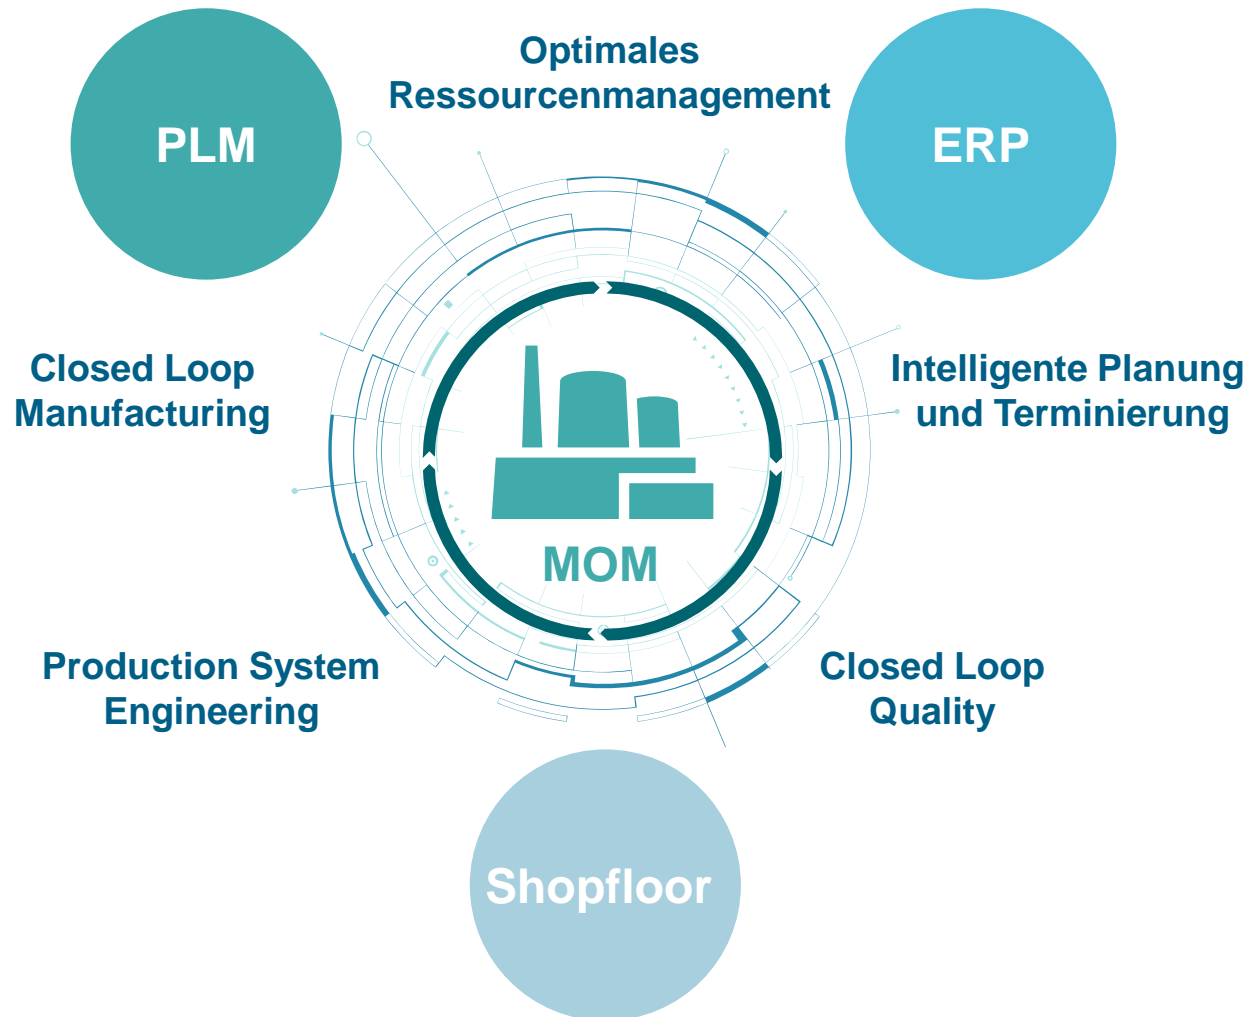 Optimales
Ressourcenmanagement
PLM
ERP
Closed Loop
Manufacturing
Intelligente Planung
und Terminierung
MOM
Production System
Engineering
Closed Loop
Quality
Shopfloor